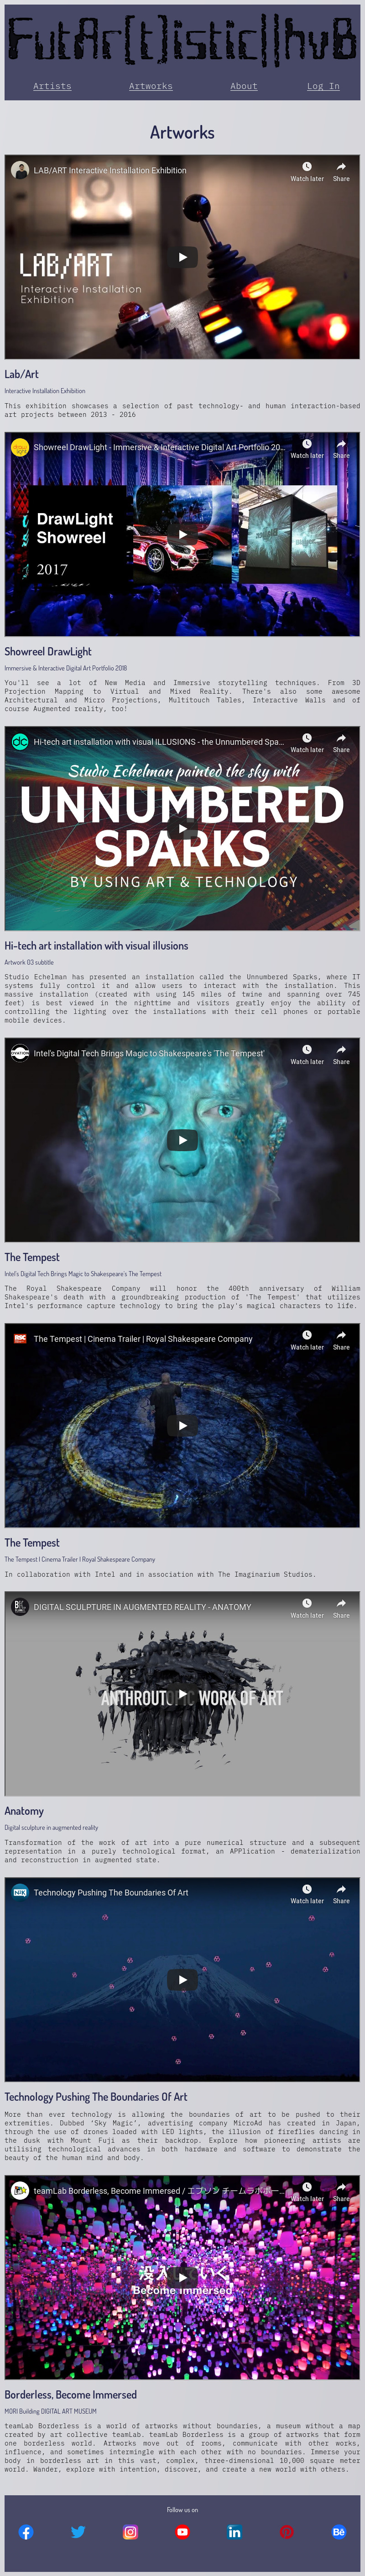 FutAr[t]istic||hvB
Artists Artworks About Log In
Artworks
LAB/ART Interactive Installation Exhibition
Watch later Share
LAB/ART
Interactive Installation
Exhibition
Lab/Art
Interactive Installation Exhibition
This exhibition showcases a selection of past technology- and human interaction-based
art projects between 2013 - 2016
Showreel DrawLight - Immersive & Interactive Digital Art Portfolio 20...
Watch later Share
DrawLight
Showreel
2017
Showreel DrawLight
Immersive & Interactive Digital Art Portfolio 2018
You'll see a lot of New Media and Immersive storytelling techniques. From 3D
Projection Mapping to Virtual and Mixed Reality. There's also some awesome
Architectural and Micro Projections, Multitouch Tables, Interactive Walls and of
course Augmented reality, too!
Hi-tech art installation with visual ILLUSIONS - the Unnumbered Spa...
Watch later Share
Studio Echelman painted the sky with
UNNUMBERED
SPARKS
BY USING ART & TECHNOLOGY
Hi-tech art installation with visual illusions
Artwork 03 subtitle
Studio Echelman has presented an installation called the Unnumbered Sparks, where IT
systems fully control it and allow users to interact with the installation. This
massive installation (created with using 145 miles of twine and spanning over 745
feet) is best viewed in the nighttime and visitors greatly enjoy the ability of
controlling the lighting over the installations with their cell phones or portable
mobile devices.
OVATION
Intel's Digital Tech Brings Magic to Shakespeare's 'The Tempest'
Watch later Share
The Tempest
Intel's Digital Tech Brings Magic to Shakespeare's The Tempest
The Royal Shakespeare Company will honor the 400th anniversary of William
Shakespeare's death with a groundbreaking production of 'The Tempest' that utilizes
Intel's performance capture technology to bring the play's magical characters to life.
RSC
The Tempest | Cinema Trailer | Royal Shakespeare Company
Watch later Share
The Tempest
The Tempest | Cinema Trailer | Royal Shakespeare Company
In collaboration with Intel and in association with The Imaginarium Studios.
DIGITAL SCULPTURE IN AUGMENTED REALITY - ANATOMY
Watch later Share
WORK OF ART
Anatomy
Digital sculpture in augmented reality
Transformation of the work of art into a pure numerical structure and a subsequent
representation in a purely technological format, an APPlication - dematerialization
and reconstruction in augmented state.
Technology Pushing The Boundaries Of Art
Watch later Share
Technology Pushing The Boundaries Of Art
More than ever technology is allowing the boundaries of art to be pushed to their
extremities. Dubbed ‘Sky Magic’, advertising company MicroAd has created in Japan,
through the use of drones loaded with LED lights, the illusion of fireflies dancing in
the dusk with Mount Fuji as their backdrop. Explore how pioneering artists are
utilising technological advances in both hardware and software to demonstrate the
beauty of the human mind and body.
teamLab Borderless, Become Immersed / エプソン チームラボボー...
Watch later Share
Become Immersed
Borderless, Become Immersed
MORI Building DIGITAL ART MUSEUM
teamLab Borderless is a world of artworks without boundaries, a museum without a map
created by art collective teamLab. teamLab Borderless is a group of artworks that form
one borderless world. Artworks move out of rooms, communicate with other works,
influence, and sometimes intermingle with each other with no boundaries. Immerse your
body in borderless art in this vast, complex, three-dimensional 10,000 square meter
world. Wander, explore with intention, discover, and create a new world with others.
Follow us on